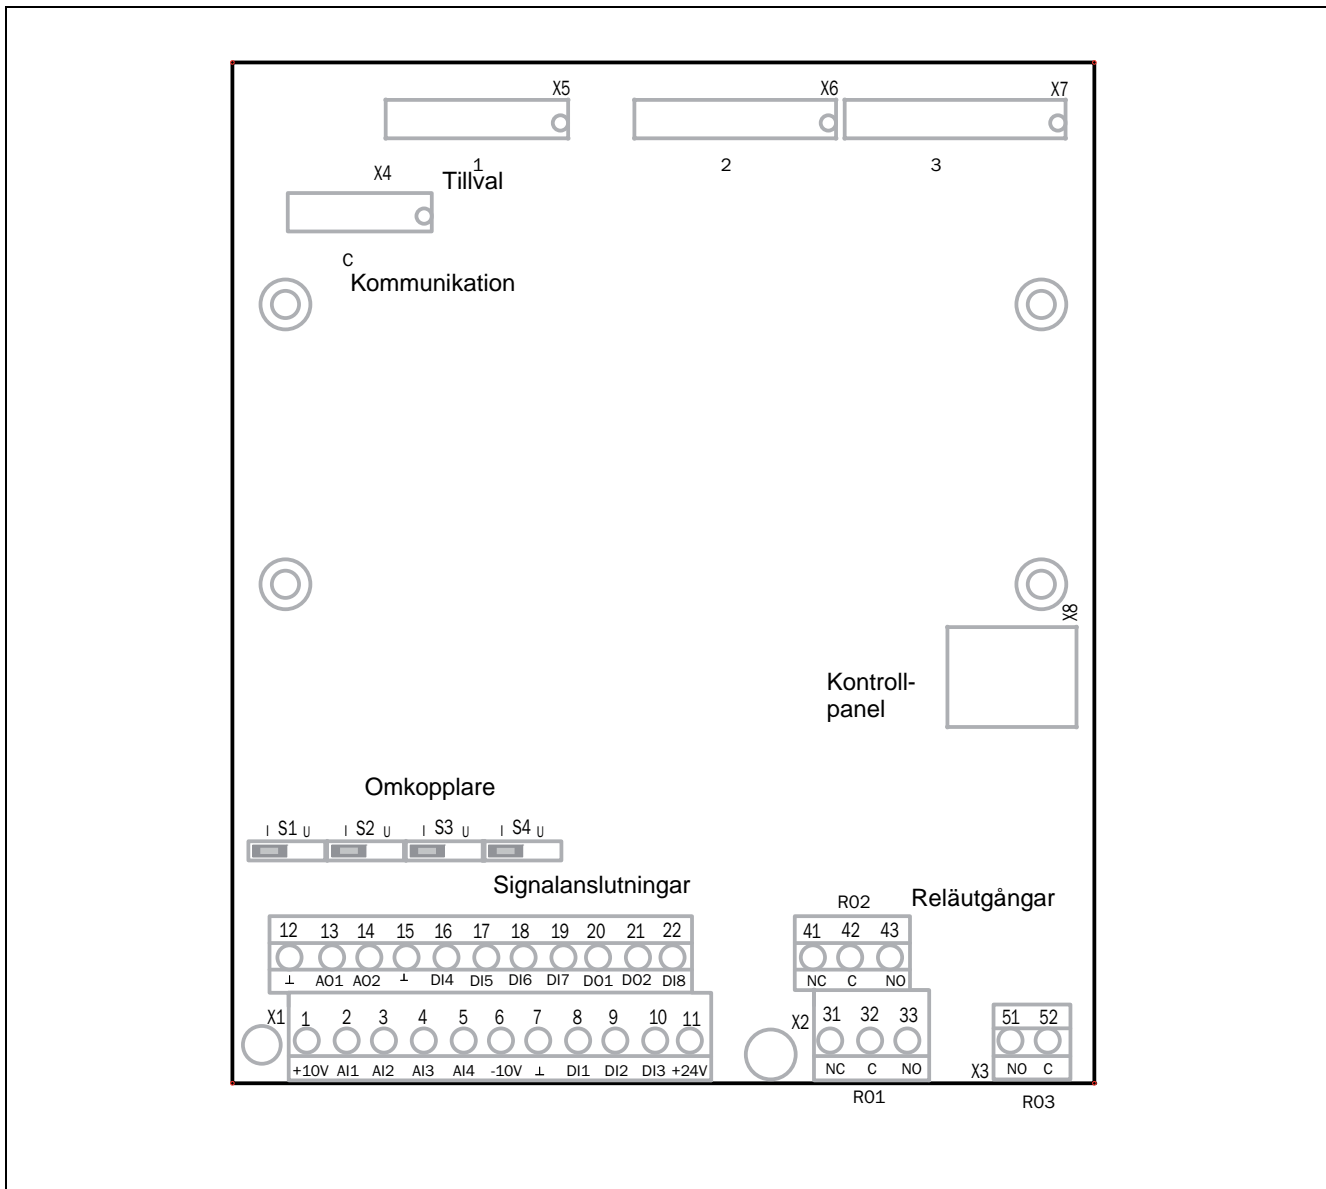 X5 X6 X7
1 2 3
X4
Tillval
C
Kommunikation
X8
Kontroll-
panel
Omkopplare
I S1 U I S2 U I S3 U I S4 U
Signalanslutningar
Reläutgångar
RO2
12 13 14 15 16 17 18 19 20 21 22
41 42 43
⊥ AO1 AO2 ⊥ DI4 DI5 DI6 DI7 DO1 DO2 DI8
NC C NO
X1 1 2 3 4 5 6 7 8 9 10 11
X2 31 32 33
51 52
+10V AI1 AI2 AI3 AI4 -10V ⊥ DI1 DI2 DI3 +24V
NC C NO
X3 NO C
RO1
RO3